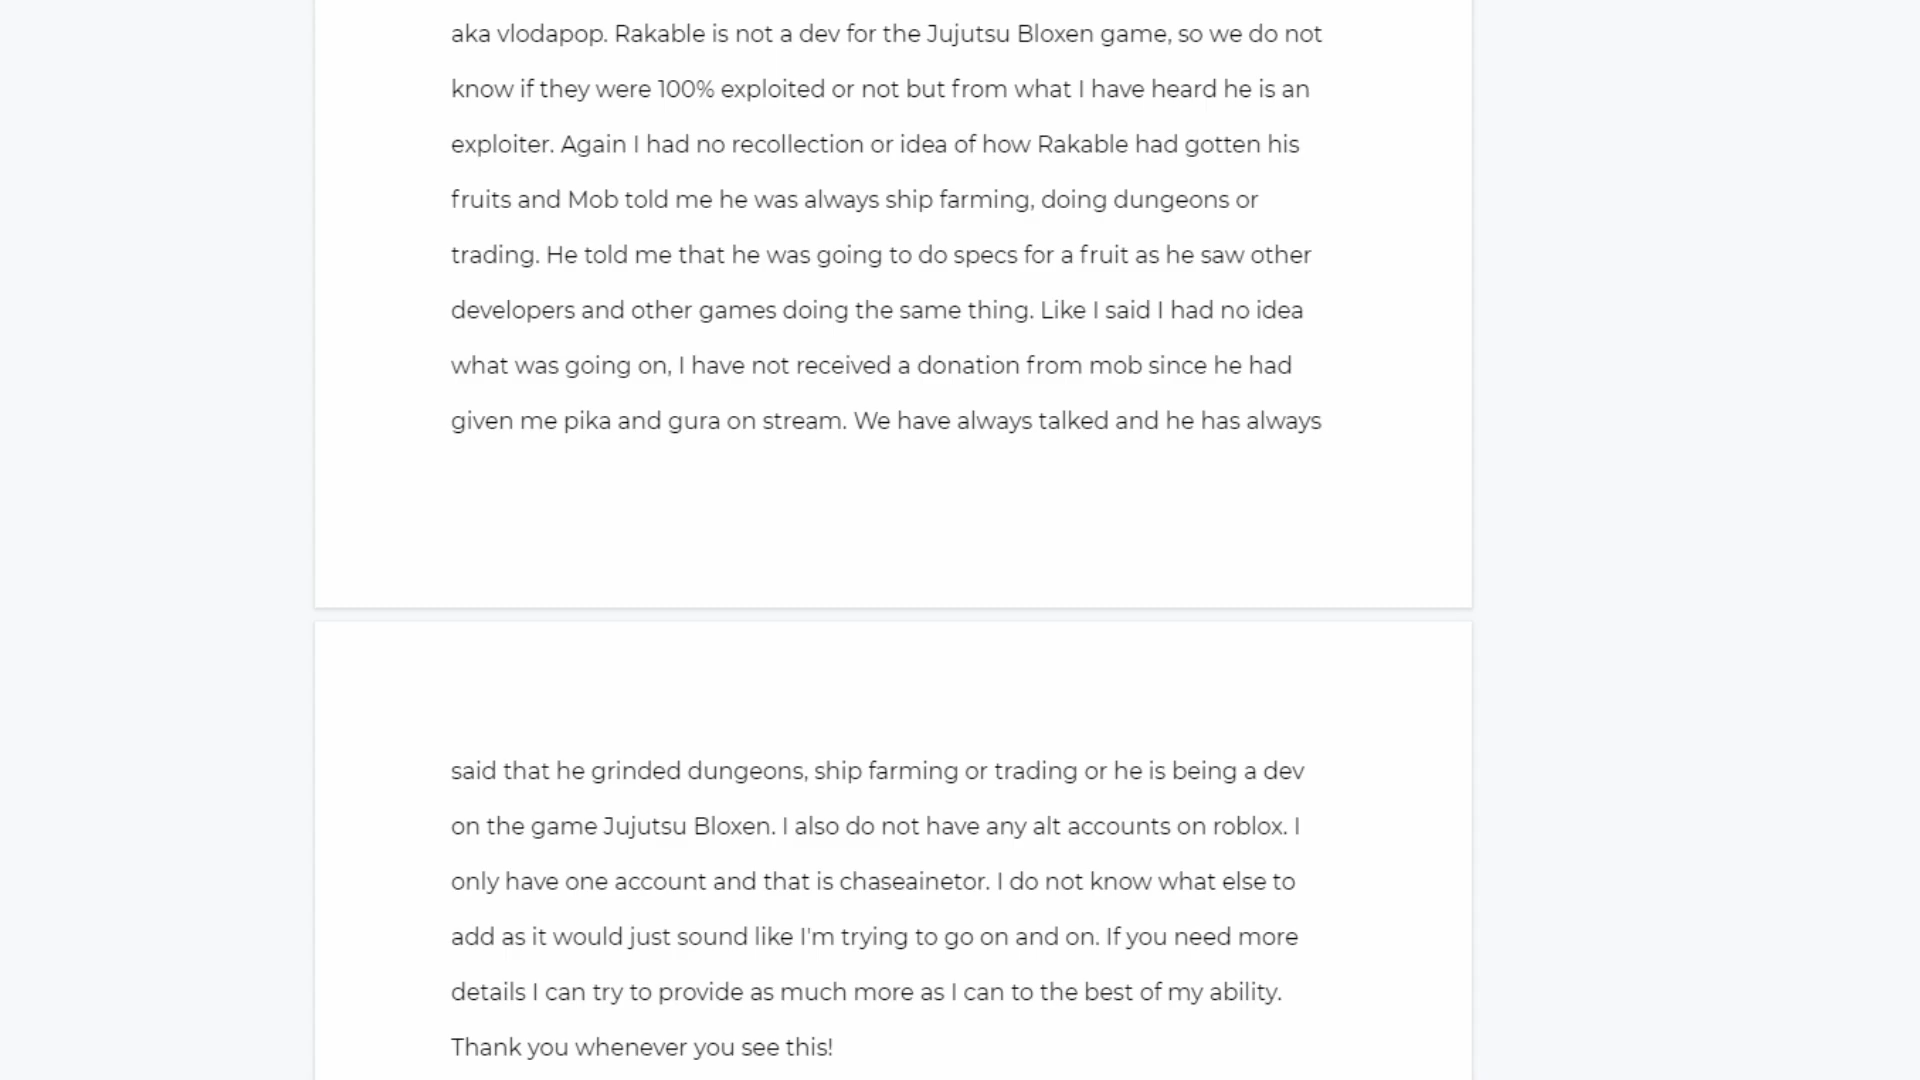 aka vlodapop. Rakable is not a dev for the Jujutsu Bloxen game, so we do not
know if they were 100% exploited or not but from what I have heard he is an
exploiter. Again I had no recollection or idea of how Rakable had gotten his
fruits and Mob told me he was always ship farming, doing dungeons or
trading. He told me that he was going to do specs for a fruit as he saw other
developers and other games doing the same thing. Like I said I had no idea
what was going on, I have not received a donation from mob since he had
given me pika and gura on stream. We have always talked and he has always
said that he grinded dungeons, ship farming or trading or he is being a dev
on the game Jujutsu Bloxen. I also do not have any alt accounts on roblox. I
only have one account and that is chaseainetor. I do not know what else to
add as it would just sound like I'm trying to go on and on. If you need more
details I can try to provide as much more as I can to the best of my ability.
Thank you whenever you see this!